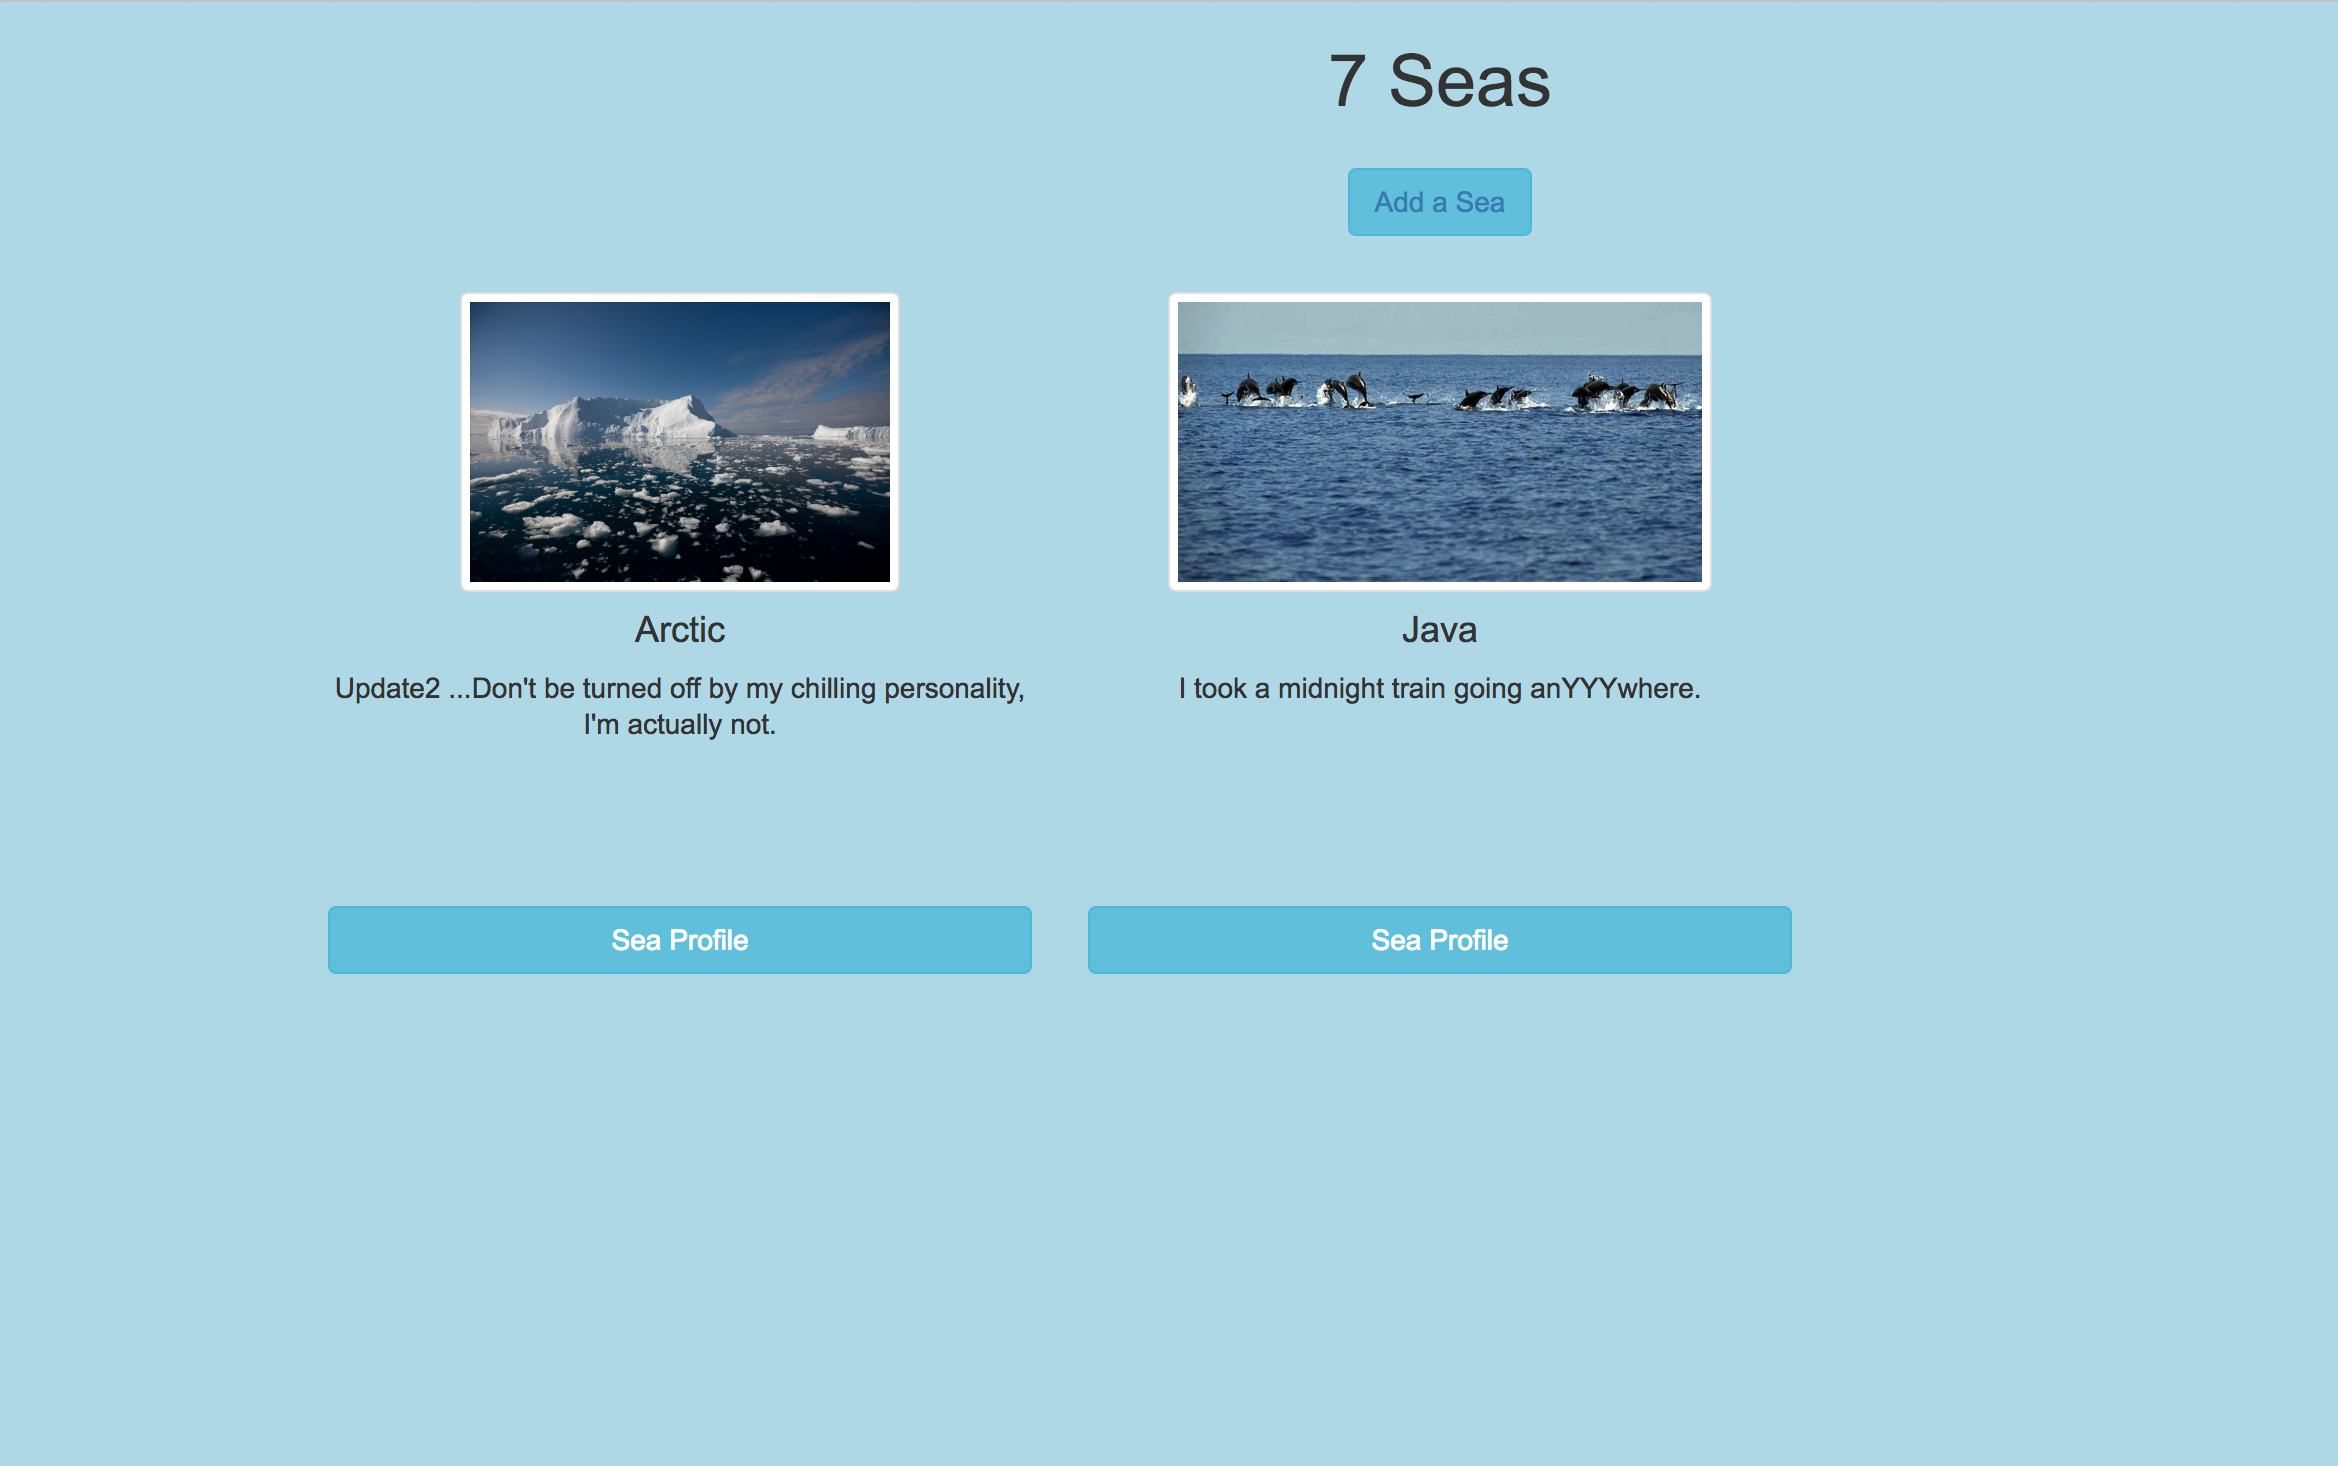 7 Seas
Add a Sea
Arctic
Update2 ...Don't be turned off by my chilling personality,
I'm actually not.
Sea Profile
Java
I took a midnight train going anYYYwhere.
Sea Profile